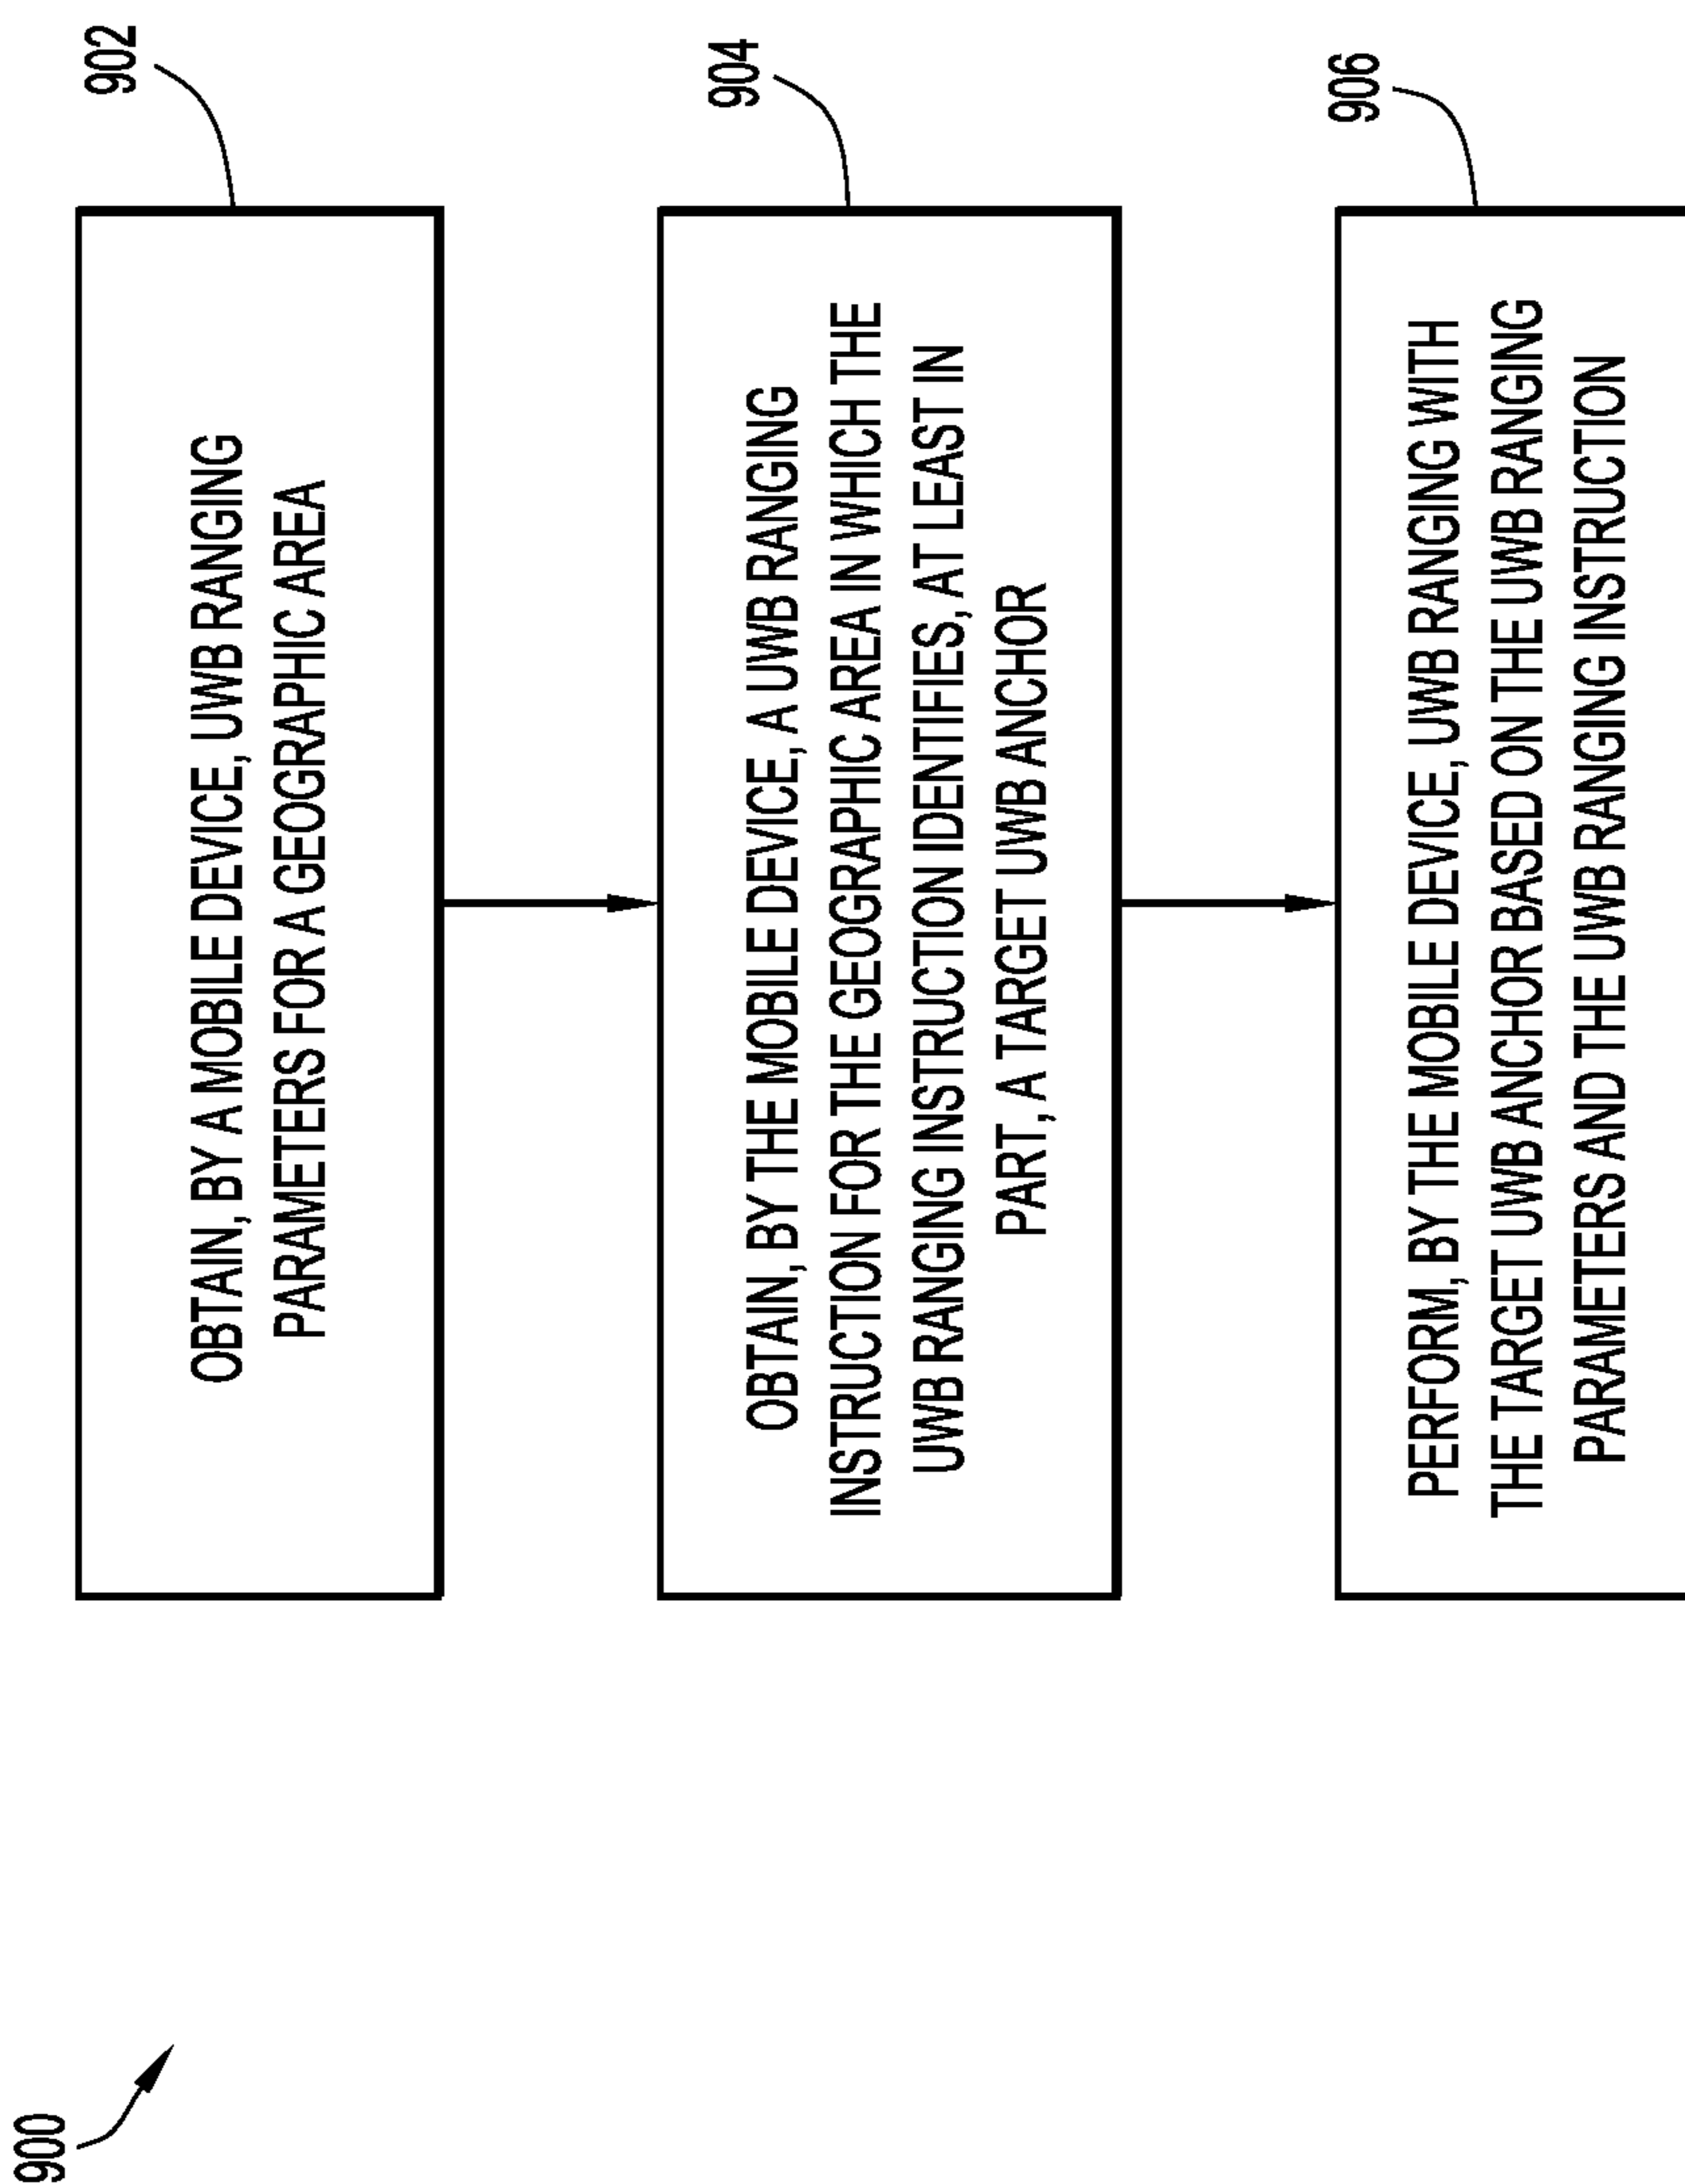 900
902
OBTAIN, BY A MOBILE DEVICE, UWB RANGING
PARAMETERS FOR A GEOGRAPHIC AREA
904
OBTAIN, BY THE MOBILE DEVICE, A UWB RANGING
INSTRUCTION FOR THE GEOGRAPHIC AREA IN WHICH THE
UWB RANGING INSTRUCTION IDENTIFIES, AT LEAST IN
PART, A TARGET UWB ANCHOR
906
PERFORM, BY THE MOBILE DEVICE, UWB RANGING WITH
THE TARGET UWB ANCHOR BASED ON THE UWB RANGING
PARAMETERS AND THE UWB RANGING INSTRUCTION